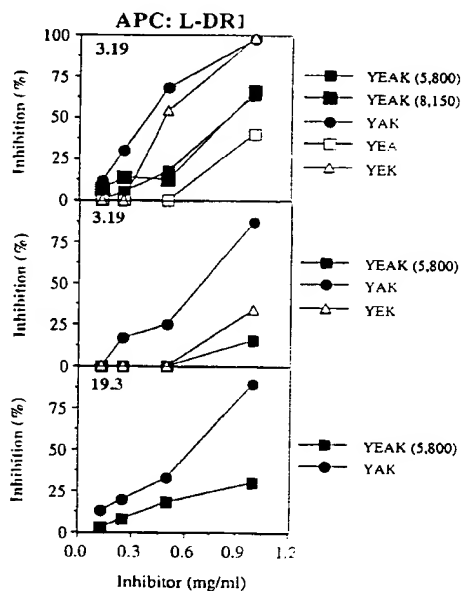 APC: L-DR1
3.19
100
75
50
25
0
Inhibition (%)
YEAK (5,800)
YEAK (8,150)
YAK
YEA
YEK
3.19
75
50
25
0
Inhibition (%)
YEAK (5,800)
YAK
YEK
19.3
75
50
25
0
Inhibition (%)
YEAK (5,800)
YAK
0.0 0.3 0.6 0.9
Inhibitor (mg/ml)